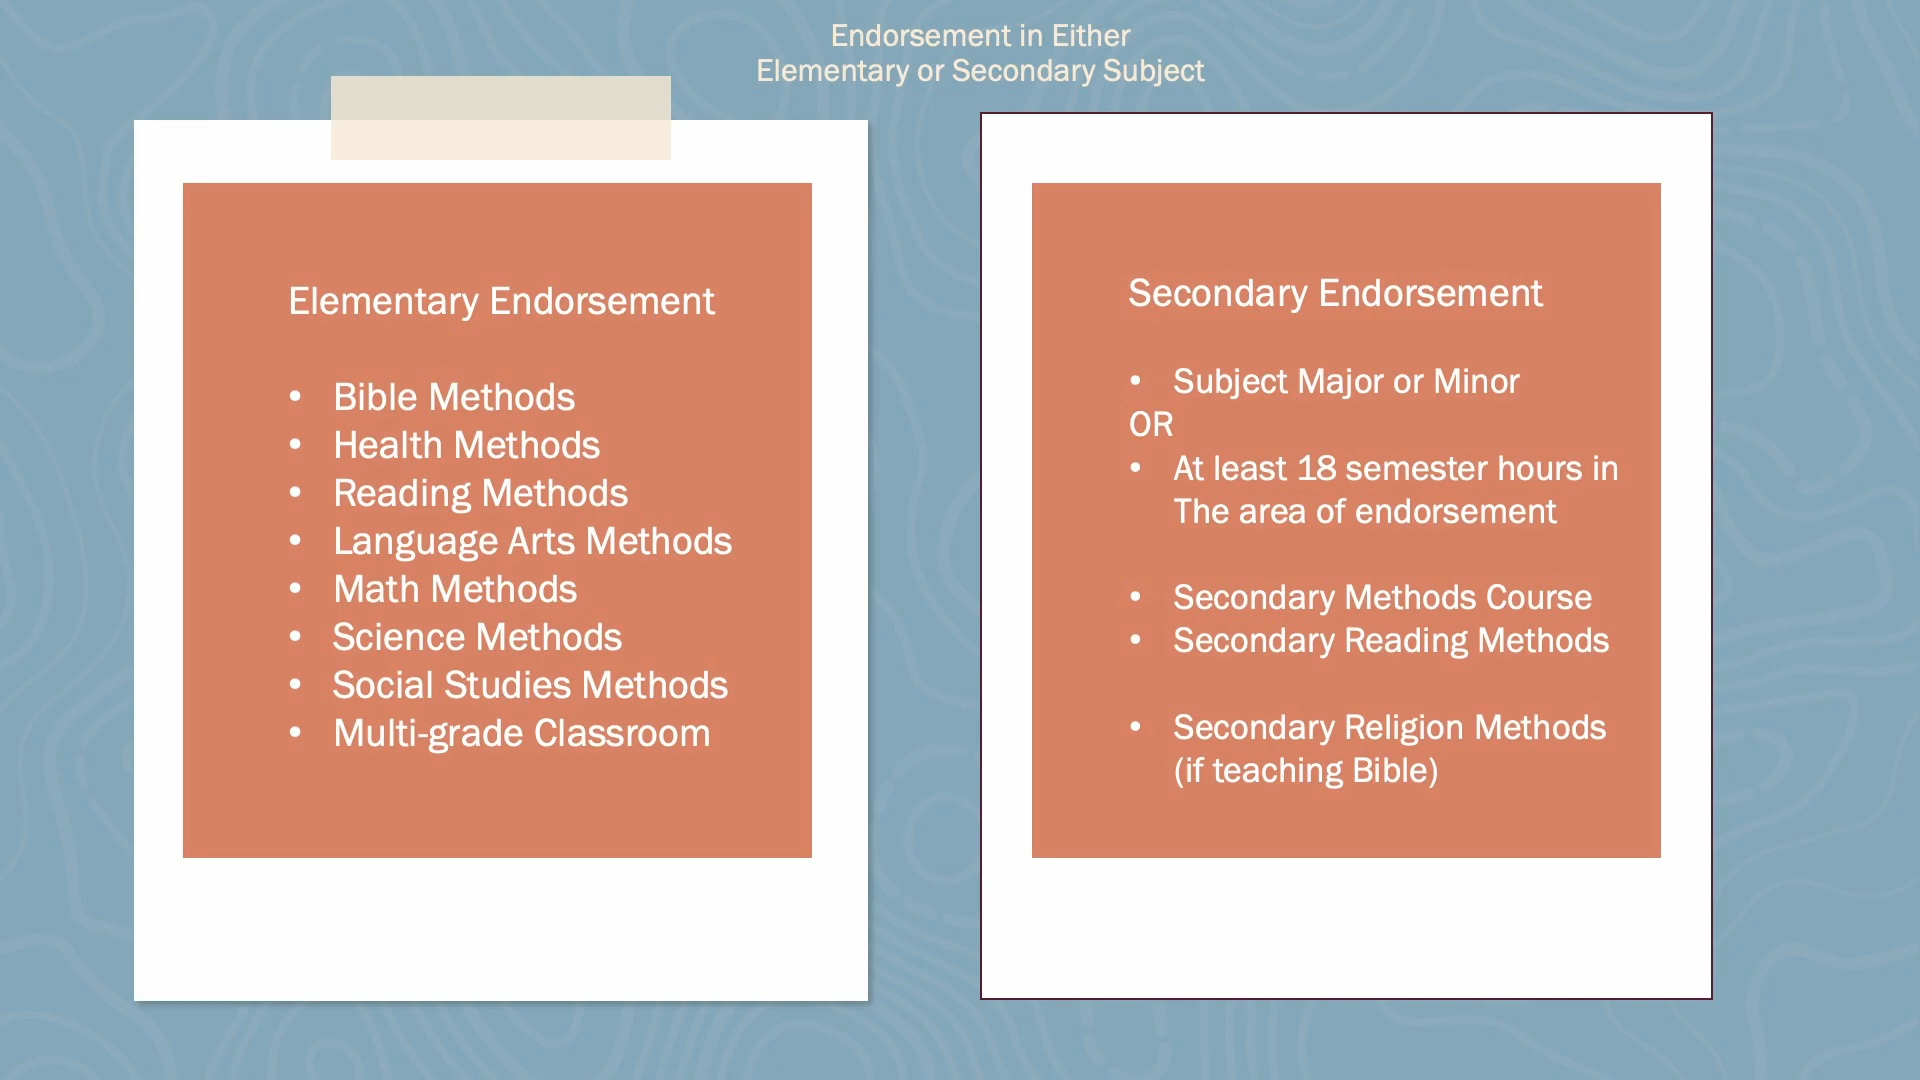 Endorsement in Either
Elementary or Secondary Subject
Elementary Endorsement
• Bible Methods
• Health Methods
• Reading Methods
• Language Arts Methods
• Math Methods
• Science Methods
• Social Studies Methods
• Multi-grade Classroom
Secondary Endorsement
• Subject Major or Minor
OR
• At least 18 semester hours in
The area of endorsement
• Secondary Methods Course
• Secondary Reading Methods
• Secondary Religion Methods
(if teaching Bible)